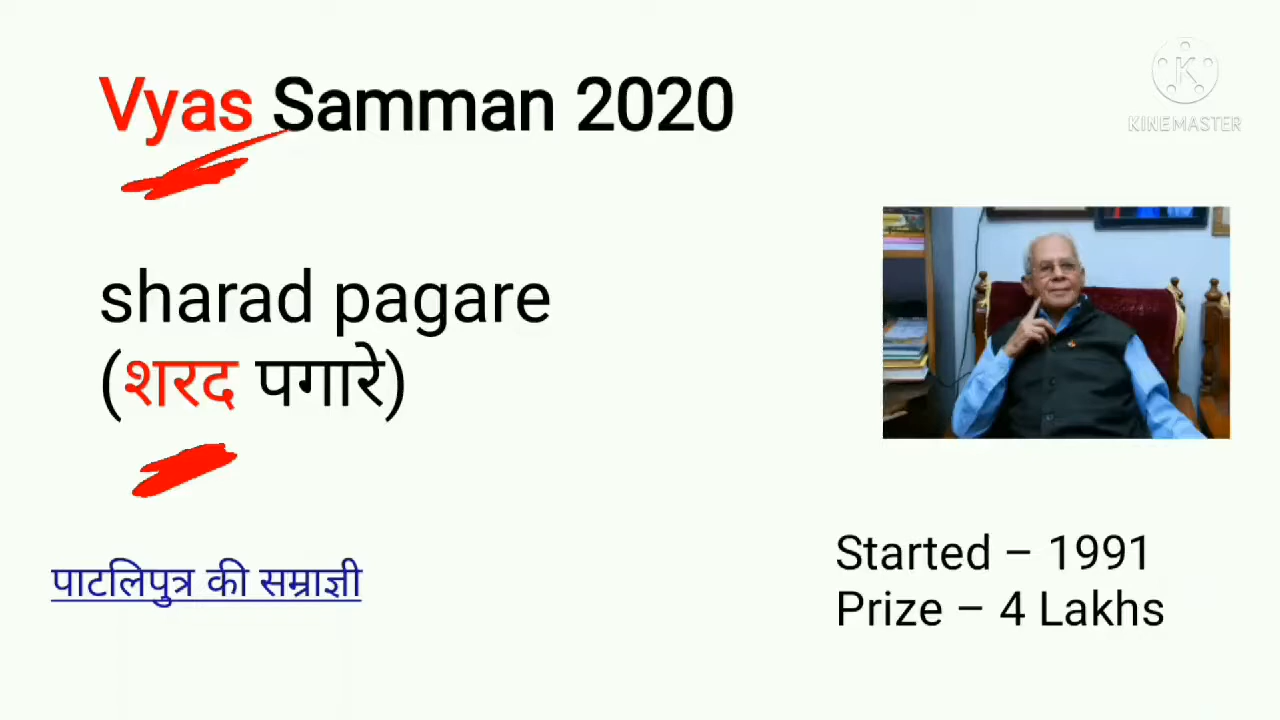 Vyas Samman 2020
KINEMASTER
sharad pagare
(शरद पगारे)
पाटलिपुत्र की सम्राज्ञी
Started – 1991
Prize – 4 Lakhs